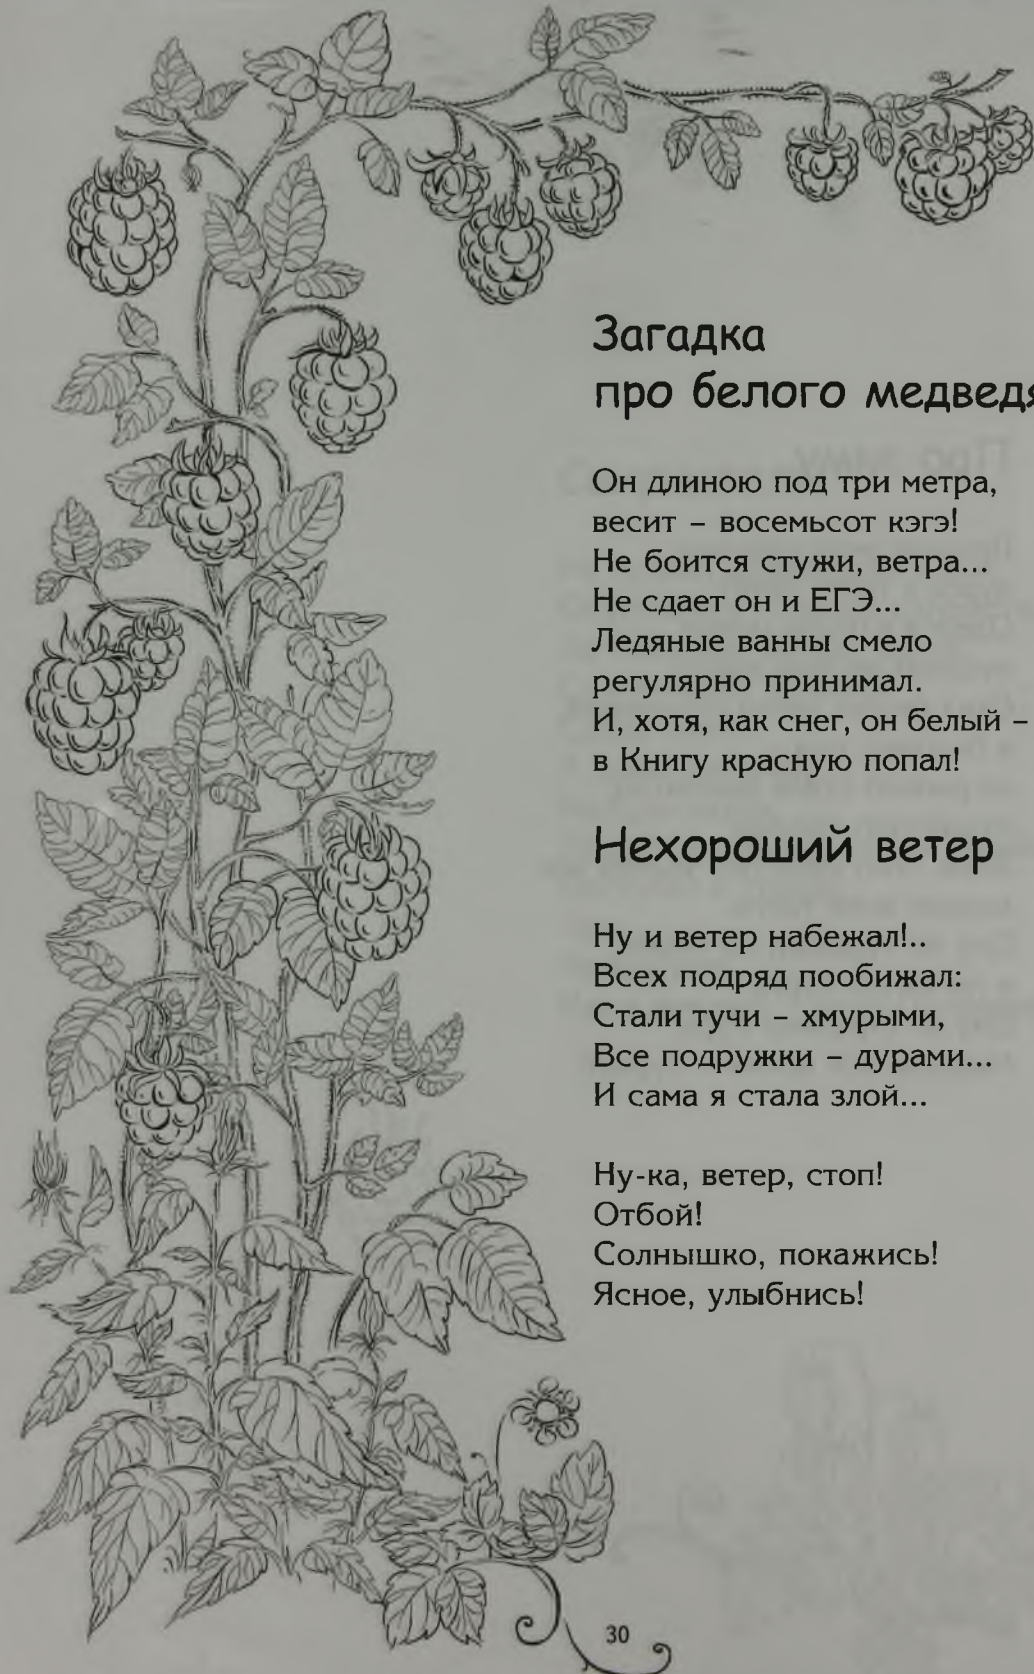 Загадка
про белого медведя
Он длиною под три метра,
весит – восемьсот кэгэ!
Не боится стужи, ветра...
Не сдает он и ЕГЭ...
Ледяные ванны смело
регулярно принимал.
И, хотя, как снег, он белый –
в Книгу красную попал!
Нехороший ветер
Ну и ветер набежал!..
Всех подряд пообижал:
Стали тучи – хмурыми,
Все подружки – дурами...
И сама я стала злой...
Ну-ка, ветер, стоп!
Отбой!
Солнышко, покажись!
Ясное, улыбнись!
30